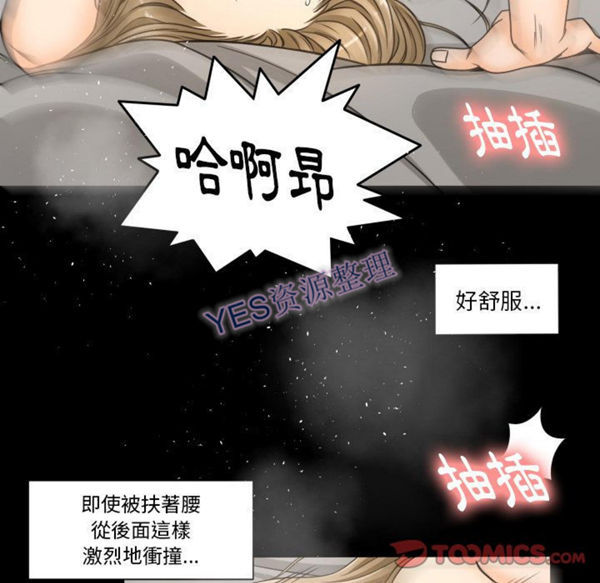 抽插
哈啊昂
YES资源整理
好舒服...
抽插
即使被扶著腰
從後面這樣
激烈地衝撞...
TOOMICS.com